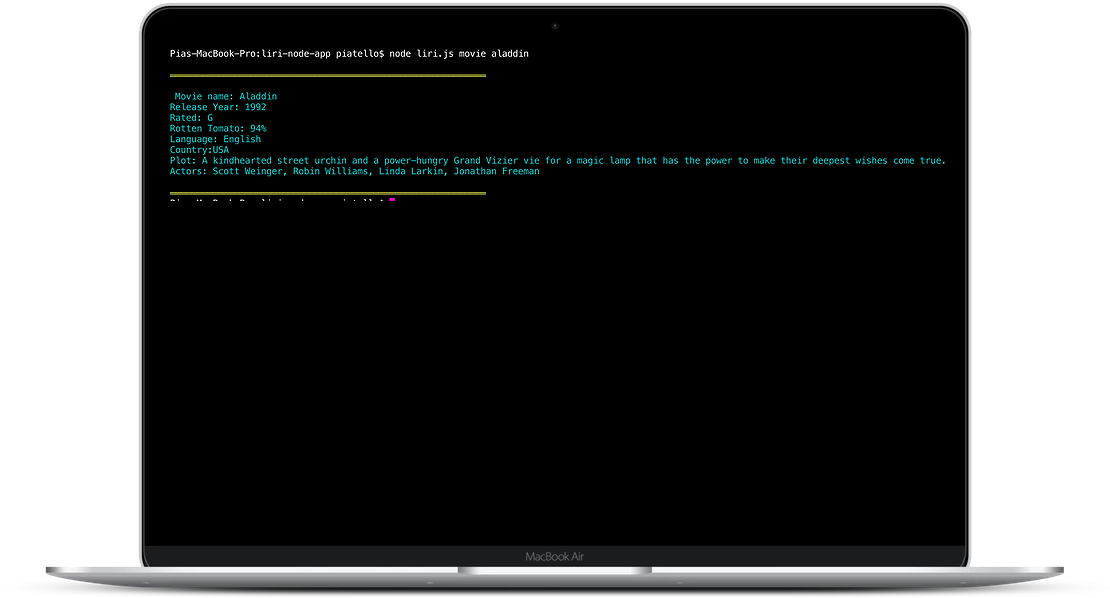 Pias-MacBook-Pro:liri-node-app piatello$ node liri.js movie aladdin
Movie name: Aladdin
Release Year: 1992
Rated: G
Rotten Tomato: 94%
Language: English
Country:USA
Plot: A kindhearted street urchin and a power-hungry Grand Vizier vie for a magic lamp that has the power to make their deepest wishes come true.
Actors: Scott Weinger, Robin Williams, Linda Larkin, Jonathan Freeman
MacBook Air